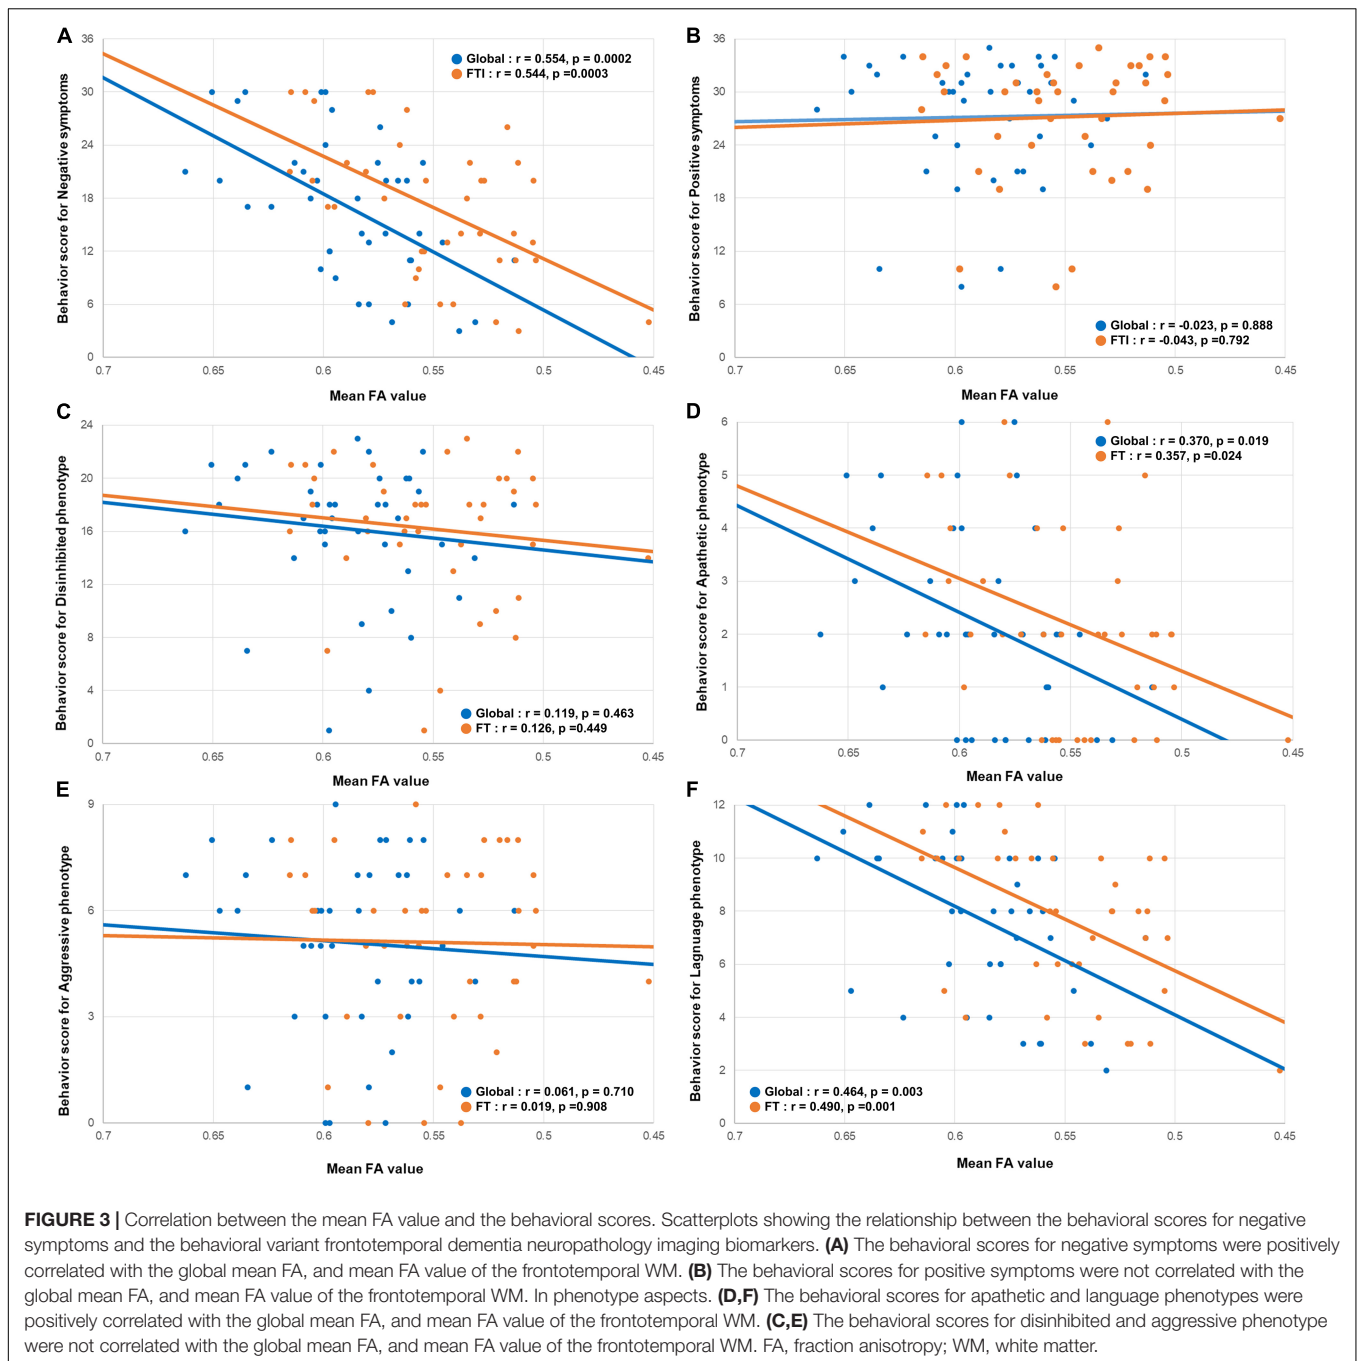 A
36
30
24
18
12
6
0
Behavior score for Negative symptoms
Global : r = 0.554, p = 0.0002
FTI : r = 0.544, p =0.0003
0.7 0.65 0.6 0.55 0.5 0.45
Mean FA value
B
36
30
24
18
12
6
0
Behavior score for Positive symptoms
Global : r = -0.023, p = 0.888
FTI : r = -0.043, p =0.792
0.7 0.65 0.6 0.55 0.5 0.45
Mean FA value
C
24
20
16
12
8
4
0
Behavior score for Disinhibited phenotype
Global : r = 0.119, p = 0.463
FT : r = 0.126, p =0.449
0.7 0.65 0.6 0.55 0.5 0.45
Mean FA value
D
6
5
4
3
2
1
0
Behavior score for Apathetic phenotype
Global : r = 0.370, p = 0.019
FT : r = 0.357, p =0.024
0.7 0.65 0.6 0.55 0.5 0.45
Mean FA value
E
9
6
3
0
Behavior score for Aggressive phenotype
Global : r = 0.061, p = 0.710
FT : r = 0.019, p =0.908
0.7 0.65 0.6 0.55 0.5 0.45
Mean FA value
F
12
10
8
6
4
2
0
Behavior score for Lagnuage phenotype
Global : r = 0.464, p = 0.003
FT : r = 0.490, p =0.001
0.7 0.65 0.6 0.55 0.5 0.45
Mean FA value
FIGURE 3 | Correlation between the mean FA value and the behavioral scores. Scatterplots showing the relationship between the behavioral scores for negative
symptoms and the behavioral variant frontotemporal dementia neuropathology imaging biomarkers. (A) The behavioral scores for negative symptoms were positively
correlated with the global mean FA, and mean FA value of the frontotemporal WM. (B) The behavioral scores for positive symptoms were not correlated with the
global mean FA, and mean FA value of the frontotemporal WM. In phenotype aspects. (D,F) The behavioral scores for apathetic and language phenotypes were
positively correlated with the global mean FA, and mean FA value of the frontotemporal WM. (C,E) The behavioral scores for disinhibited and aggressive phenotype
were not correlated with the global mean FA, and mean FA value of the frontotemporal WM. FA, fraction anisotropy; WM, white matter.